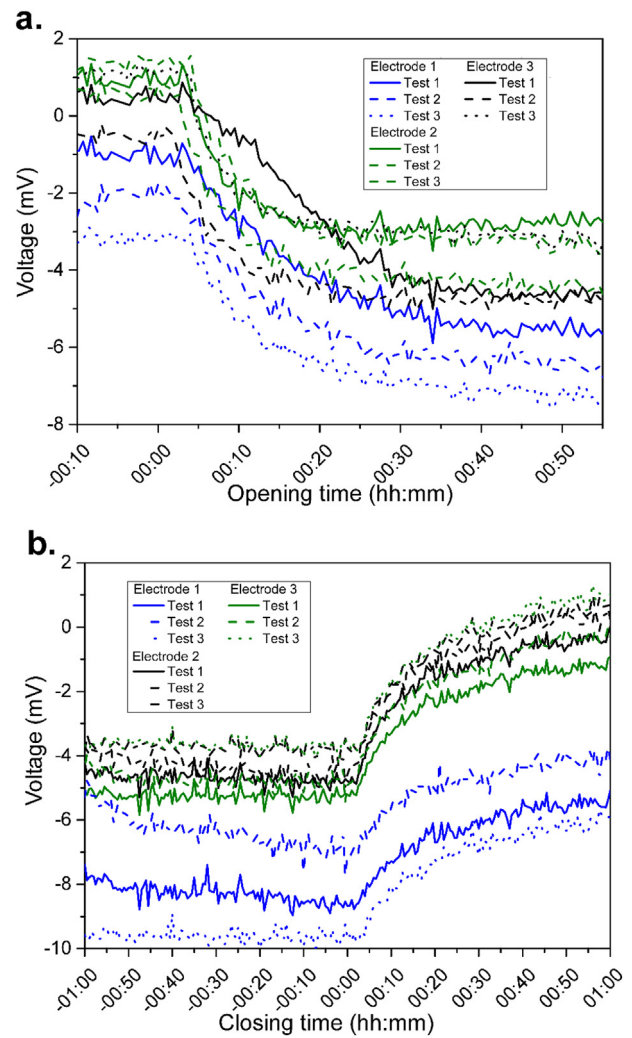 a.
2
0
-2
-4
-6
-8
Voltage (mV)
Electrode 1 Electrode 3
Test 1 Test 1
Test 2 Test 2
Test 3 Test 3
Electrode 2
Test 1
Test 2
Test 3
-00:10 00:00 00:10 00:20 00:30 00:40 00:50
Opening time (hh:mm)
b.
2
0
-2
-4
-6
-8
-10
Voltage (mV)
Electrode 1 Electrode 3
Test 1 Test 1
Test 2 Test 2
Test 3 Test 3
Electrode 2
Test 1
Test 2
Test 3
-01:00 -00:50 -00:40 -00:30 -00:20 -00:10 00:00 00:10 00:20 00:30 00:40 00:50 01:00
Closing time (hh:mm)